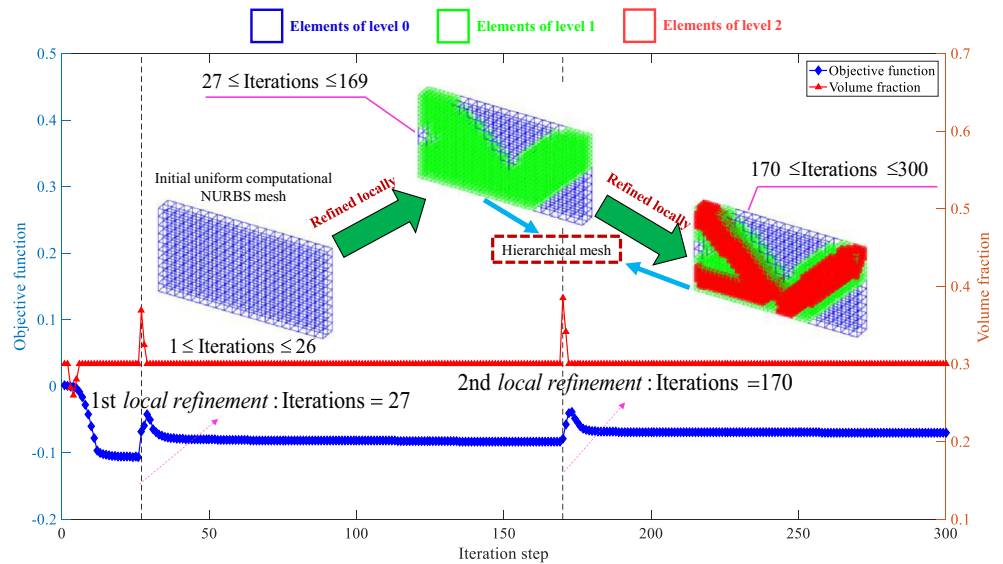 Elements of level 0
Elements of level 1
Elements of level 2
0.5
0.4
0.3
0.2
0.1
0
-0.1
-0.2
Objective function
0.7
0.6
0.5
0.4
0.3
0.2
0.1
Volume fraction
Objective function
Volume fraction
27 ≤ Iterations ≤169
Initial uniform computational
NURBS mesh
Refined locally
Refined locally
170 ≤Iterations ≤300
Hierarchical mesh
1 ≤ Iterations ≤ 26
1st local refinement : Iterations = 27
2nd local refinement : Iterations =170
0
50
100
150
200
250
300
Iteration step